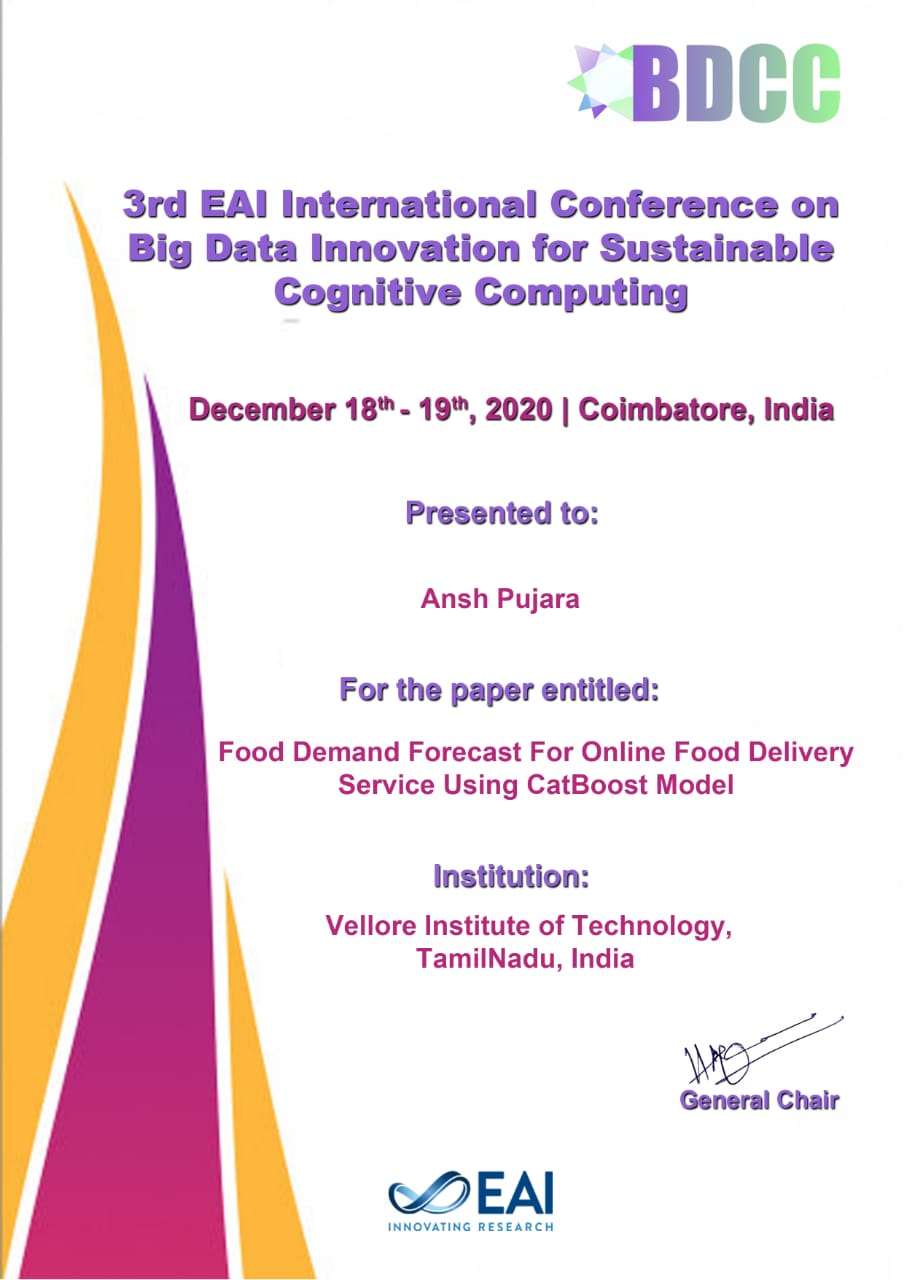 BDCC
3rd EAI International Conference on
Big Data Innovation for Sustainable
Cognitive Computing
December 18th - 19th, 2020 | Coimbatore, India
Presented to:
Ansh Pujara
For the paper entitled:
Food Demand Forecast For Online Food Delivery
Service Using CatBoost Model
Institution:
Vellore Institute of Technology,
TamilNadu, India
General Chair
EAI
INNOVATING RESEARCH